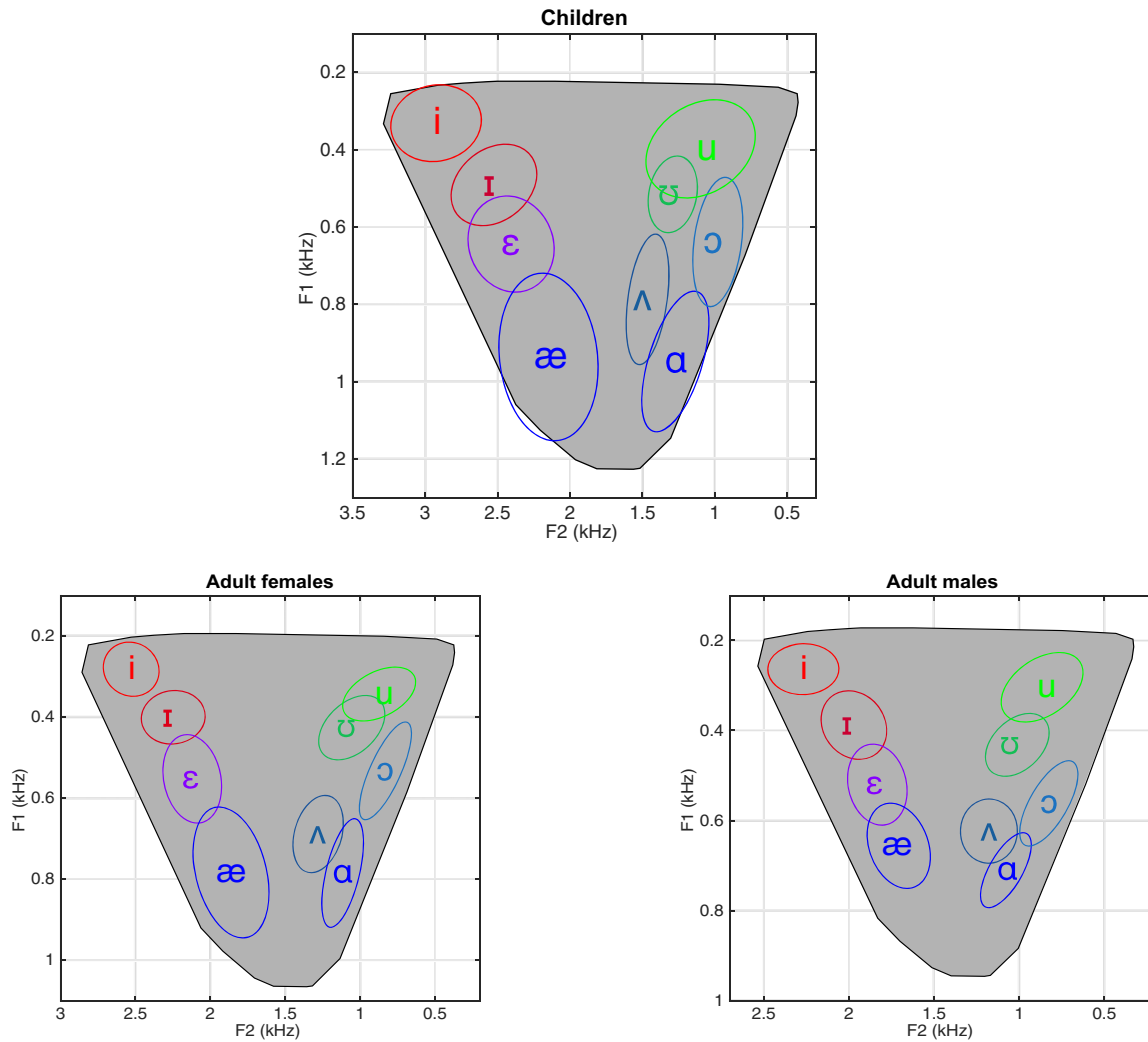 Children
0.2
0.4
0.6
0.8
1
1.2
F1 (kHz)
i
ɪ
ɛ
æ
u
ʊ
ɔ
ʌ
ɑ
3.5 3 2.5 2 1.5 1 0.5
F2 (kHz)
Adult females
0.2
0.4
0.6
0.8
1
F1 (kHz)
i
ɪ
ɛ
æ
u
ʊ
ɔ
ʌ
ɑ
3 2.5 2 1.5 1 0.5
F2 (kHz)
Adult males
0.2
0.4
0.6
0.8
1
F1 (kHz)
i
ɪ
ɛ
æ
u
ʊ
ɔ
ʌ
ɑ
2.5 2 1.5 1 0.5
F2 (kHz)